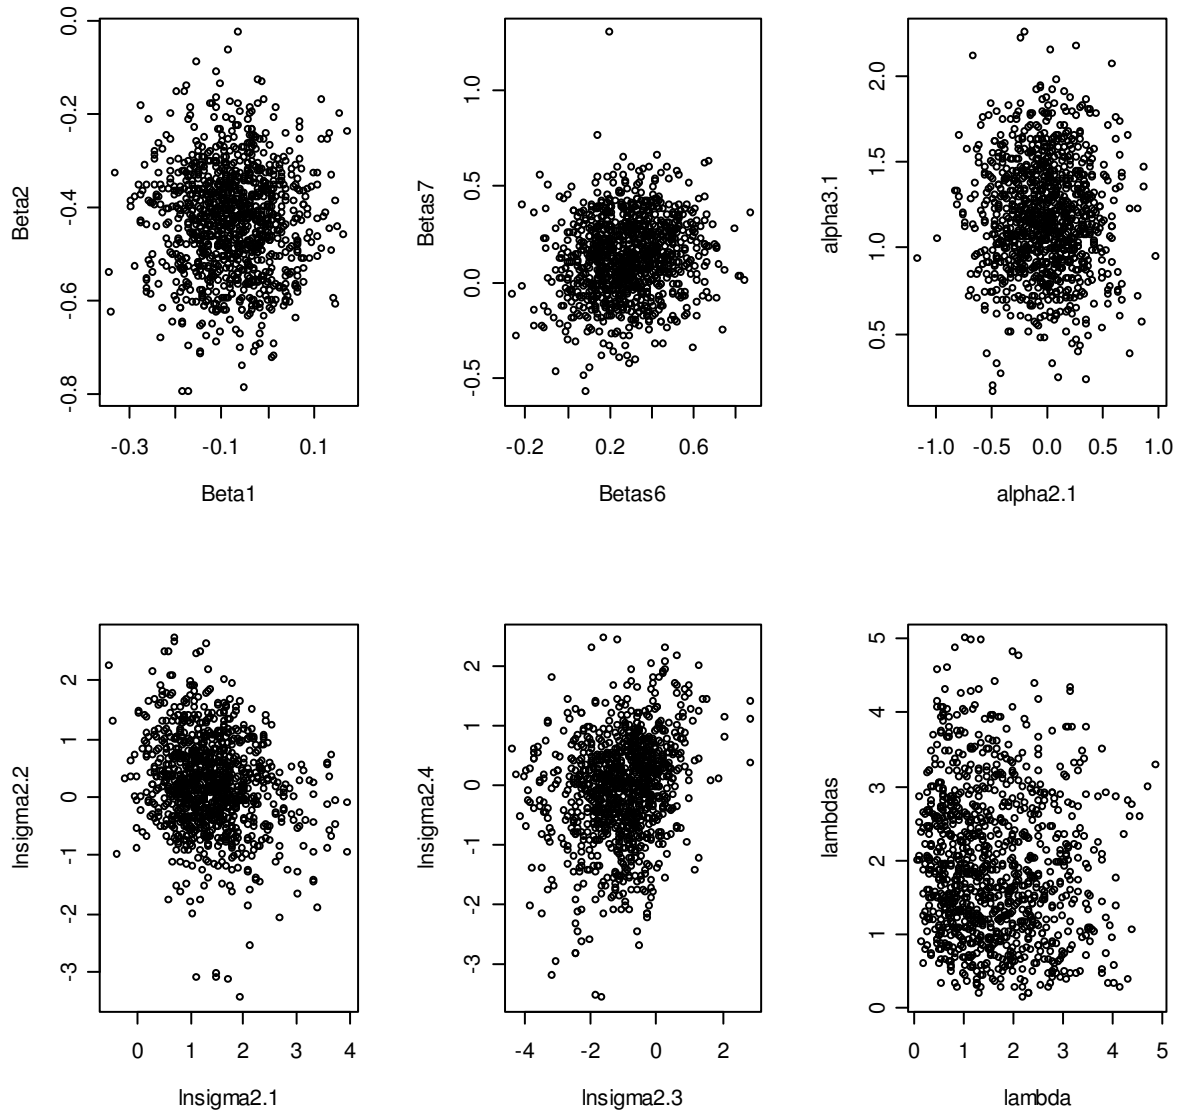 0.0
-0.2
-0.4
-0.6
-0.8
Beta2
-0.3 -0.1 0.1
Beta1
1.0
0.5
0.0
-0.5
Betas7
-0.2 0.2 0.6
Betas6
2.0
1.5
1.0
0.5
alpha3.1
-1.0 -0.5 0.0 0.5 1.0
alpha2.1
2
1
0
-1
-2
-3
lnsigma2.2
0 1 2 3 4
lnsigma2.1
2
1
0
-1
-2
-3
lnsigma2.4
-4 -2 0 2
lnsigma2.3
5
4
3
2
1
0
lambdas
0 1 2 3 4 5
lambda